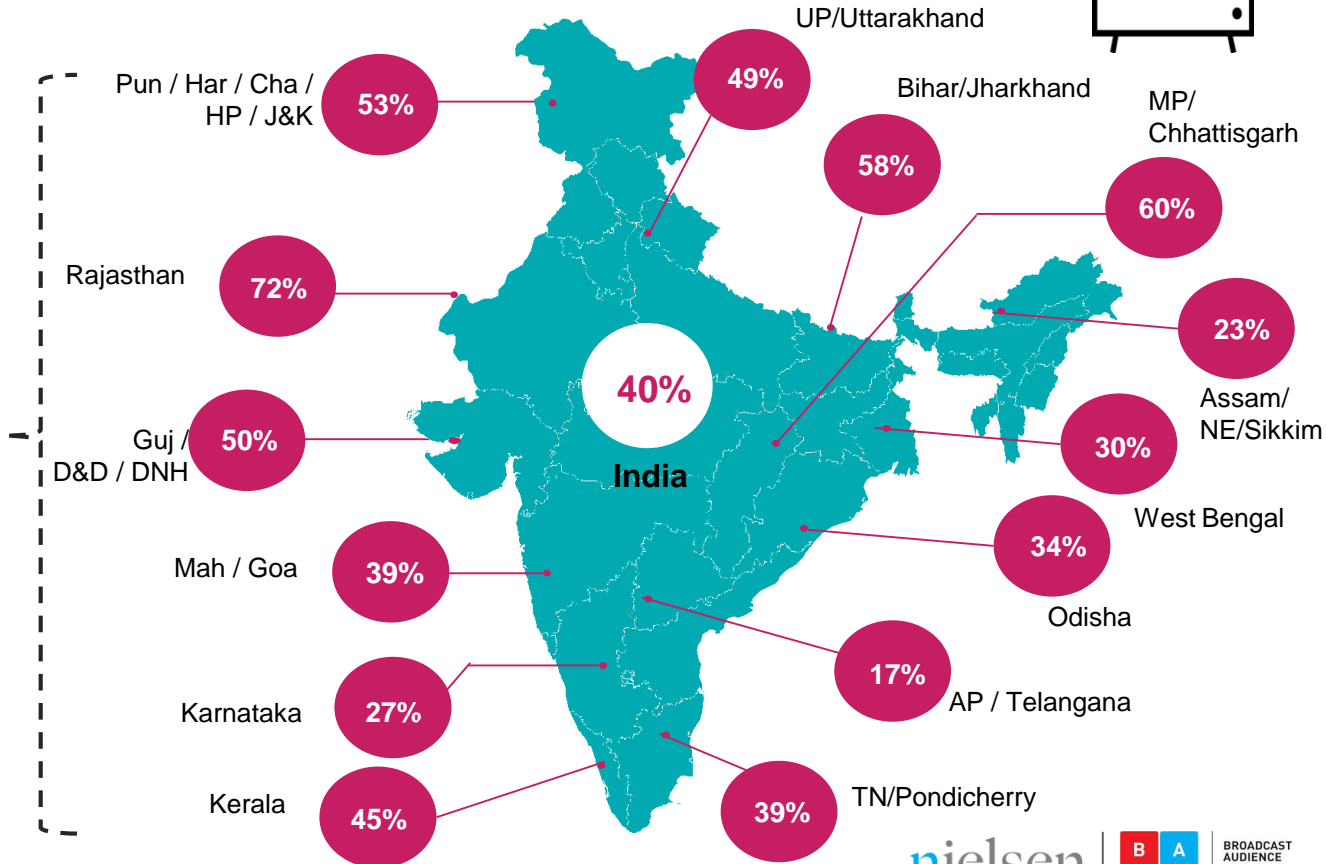 UP/Uttarakhand
49%
Pun / Har / Cha /
HP / J&K
53%
Bihar/Jharkhand
58%
MP/
Chhattisgarh
60%
Rajasthan
72%
23%
Assam/
NE/Sikkim
40%
India
Guj /
D&D / DNH
50%
30%
West Bengal
34%
Odisha
Mah / Goa
39%
17%
AP / Telangana
Karnataka
27%
Kerala
45%
39%
TN/Pondicherry
nielsen
B A
BROADCAST
AUDIENCE